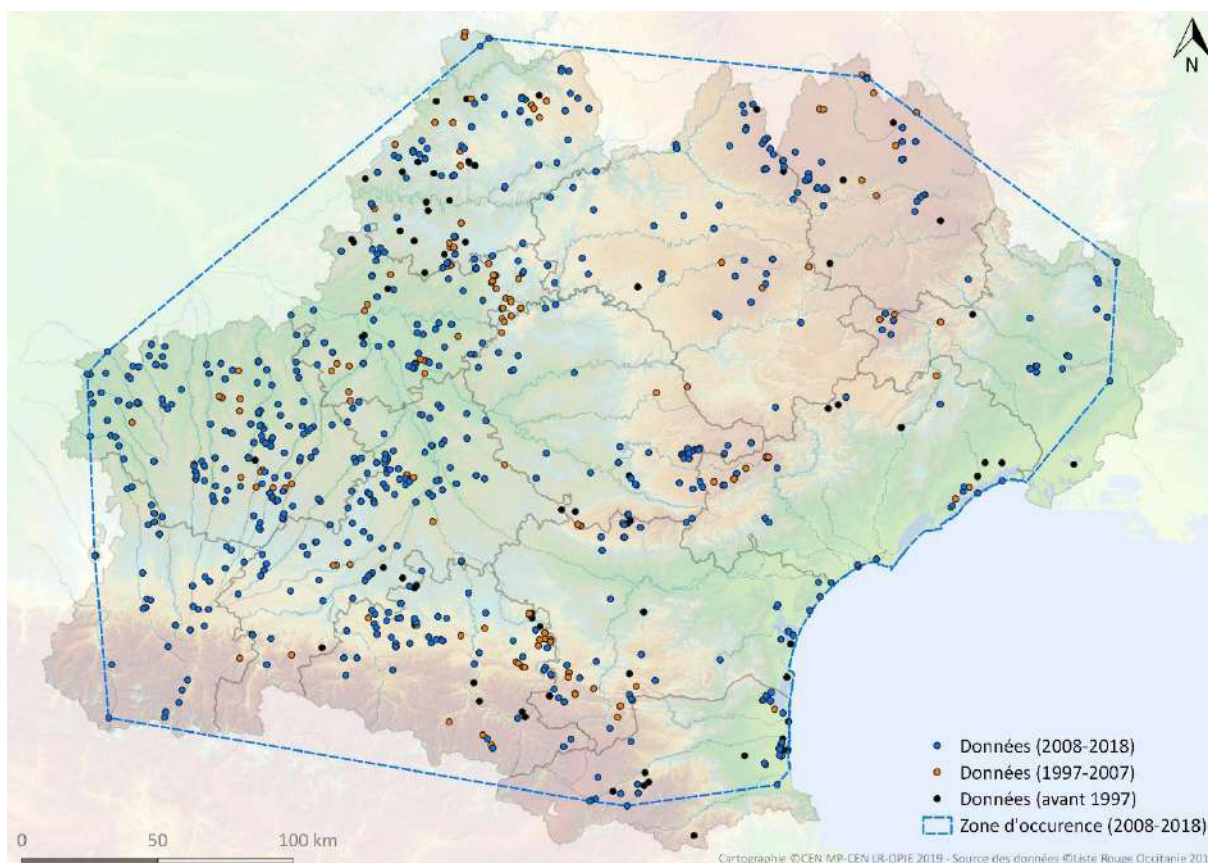 N
Données (2008-2018)
Données (1997-2007)
Données (avant 1997)
Zone d'occurence (2008-2018)
0 50 100 km
Cartographie ©CEN MP-CEN LR-OPIE 2019 - Source des données ©Liste Rouge Occitanie 201